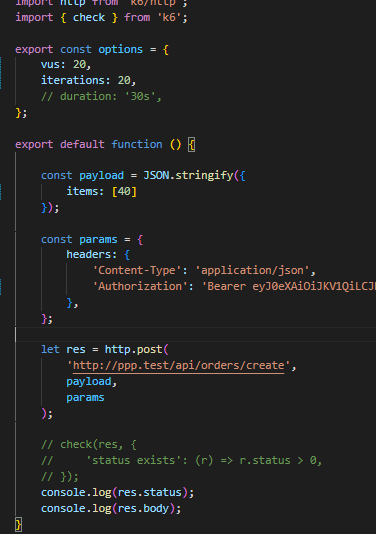 import http from 'k6/http';
import { check } from 'k6';
export const options = {
vus: 20,
iterations: 20,
// duration: '30s',
};
export default function () {
const payload = JSON.stringify({
items: [40]
});
const params = {
headers: {
'Content-Type': 'application/json',
'Authorization': 'Bearer eyJ0eXAiOiJKV1QiLCJ
},
};
let res = http.post(
'http://ppp.test/api/orders/create',
payload,
params
);
// check(res, {
//     'status exists': (r) => r.status > 0,
// });
console.log(res.status);
console.log(res.body);
}